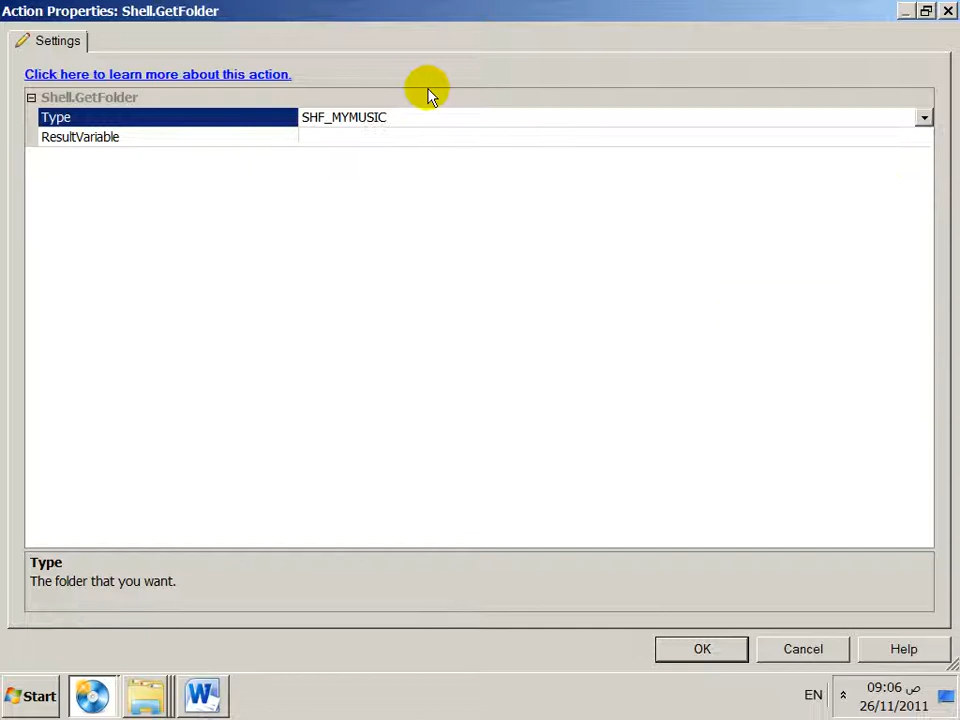 Action Properties: Shell.GetFolder
Settings
Click here to learn more about this action.
Shell.GetFolder
Type SHF_MYMUSIC
ResultVariable
Type
The folder that you want.
OK Cancel Help
Start EN 09:06 ص
26/11/2011